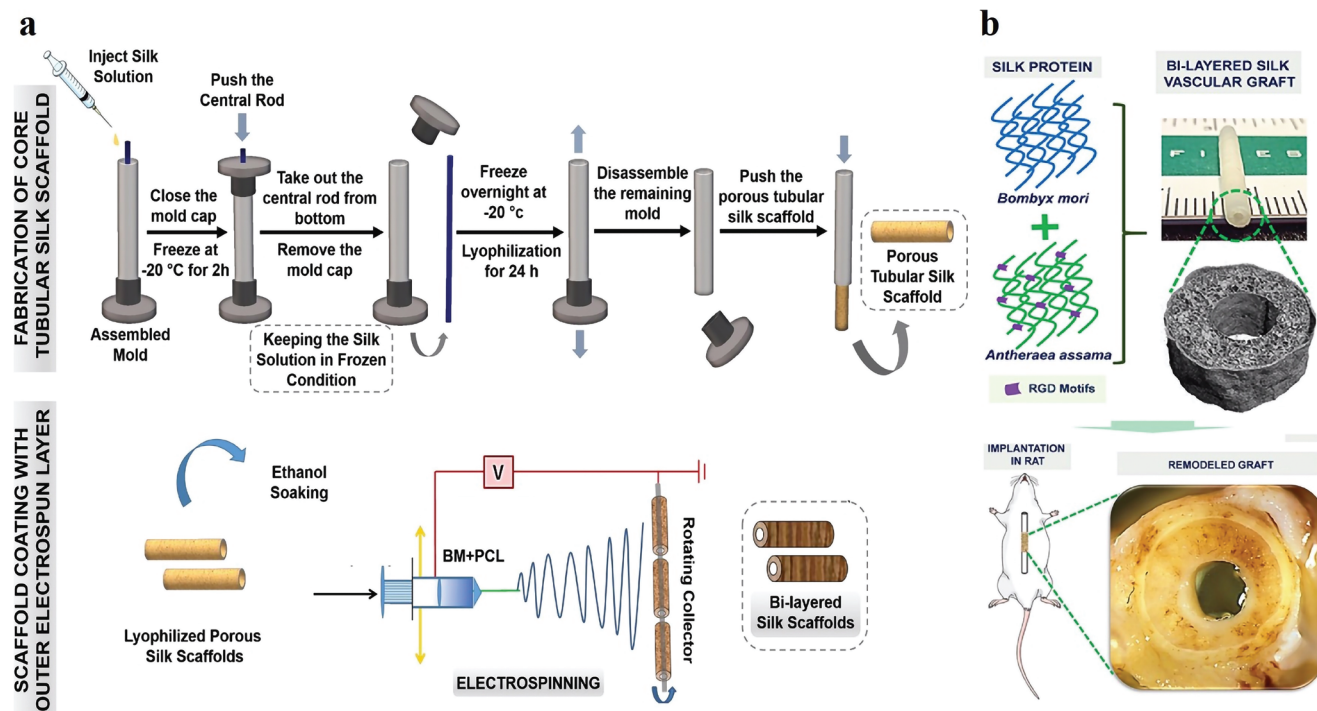 a
FABRICATION OF CORE
TUBULAR SILK SCAFFOLD
Inject Silk
Solution
Assembled
Mold
Close the
mold cap
Freeze at
-20 °C for 2h
Push the
Central Rod
Take out the
central rod from
bottom
Remove the
mold cap
Keeping the Silk
Solution in Frozen
Condition
Freeze
overnight at
-20 °c
Lyophilization
for 24 h
Disassemble
the remaining
mold
Push the
porous tubular
silk scaffold
Porous
Tubular Silk
Scaffold
SCAFFOLD COATING WITH
OUTER ELECTROSPUN LAYER
Ethanol
Soaking
Lyophilized Porous
Silk Scaffolds
V
BM+PCL
ELECTROSPINNING
Rotating Collector
Bi-layered
Silk Scaffolds
b
SILK PROTEIN
Bombyx mori
+
Antheraea assama
RGD Motifs
BI-LAYERED SILK
VASCULAR GRAFT
IMPLANTATION
IN RAT
REMODELED GRAFT